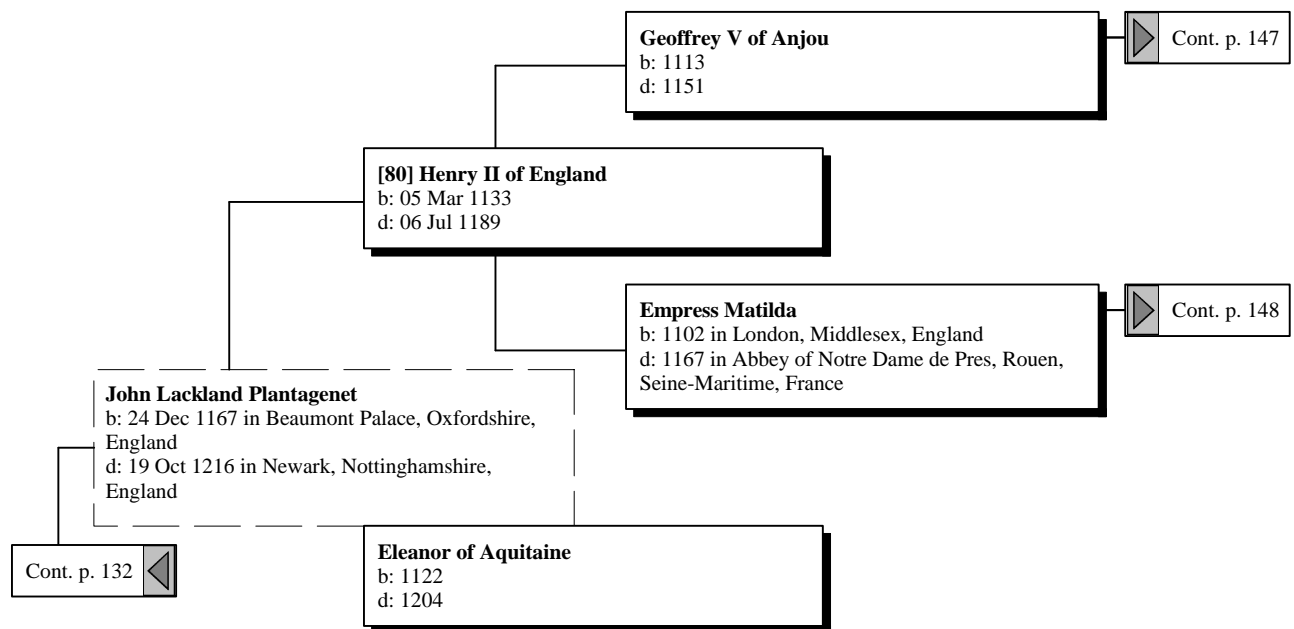 Geoffrey V of Anjou
b: 1113
d: 1151
Cont. p. 147
[80] Henry II of England
b: 05 Mar 1133
d: 06 Jul 1189
Empress Matilda
b: 1102 in London, Middlesex, England
d: 1167 in Abbey of Notre Dame de Pres, Rouen,
Seine-Maritime, France
Cont. p. 148
John Lackland Plantagenet
b: 24 Dec 1167 in Beaumont Palace, Oxfordshire,
England
d: 19 Oct 1216 in Newark, Nottinghamshire,
England
Cont. p. 132
Eleanor of Aquitaine
b: 1122
d: 1204